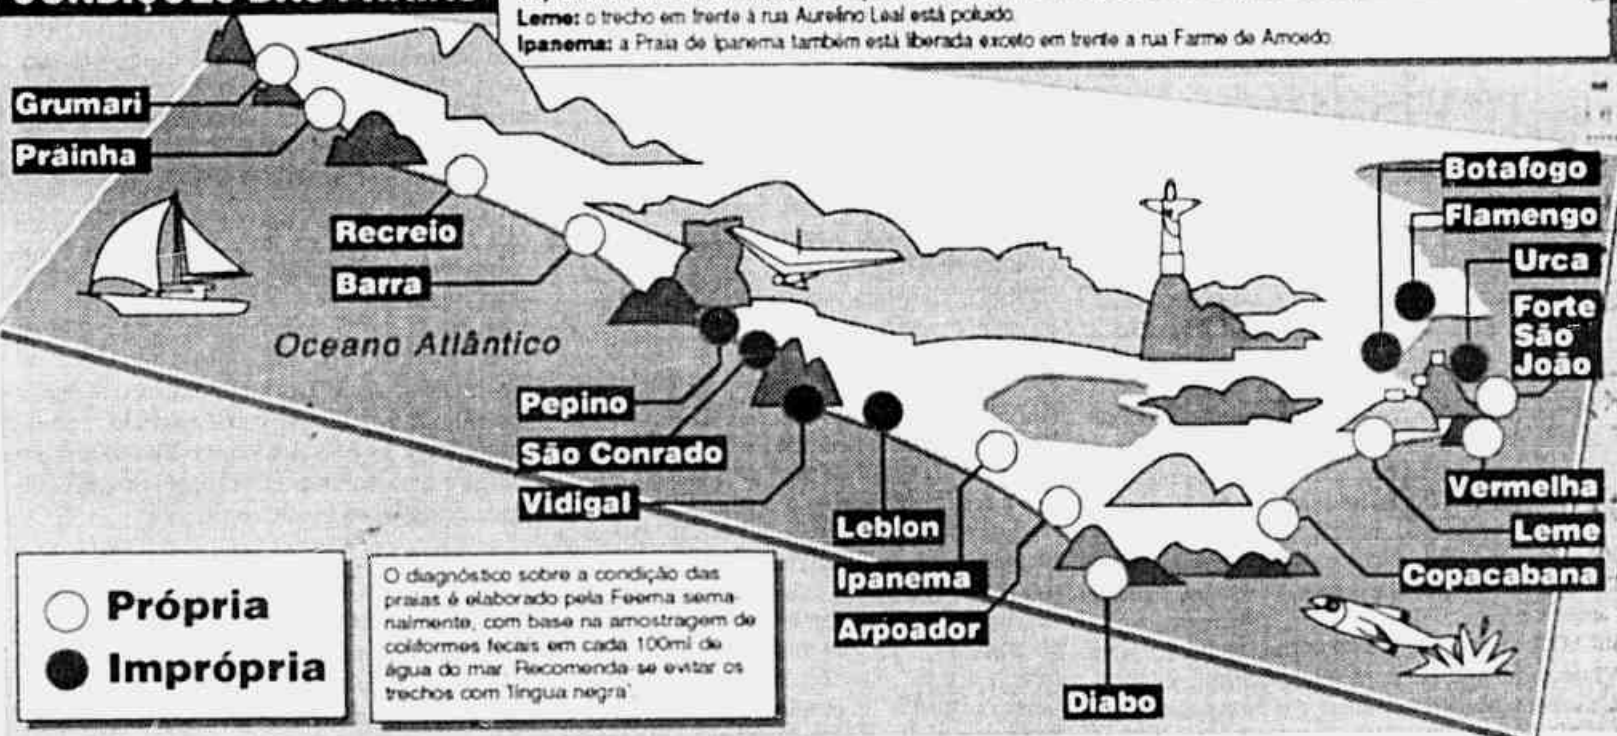 Leme: o trecho em frente à rua Aurelino Leal está poluído.
Ipanema: a Praia de Ipanema também está liberada exceto em frente a rua Farme de Amoedo.
Grumari
Präinha
Recreio
Barra
Oceano Atlântico
Pepino
São Conrado
Vidigal
Leblon
Ipanema
Arpoador
Diabo
Botafogo
Flamengo
Urca
Forte
São
João
Vermelha
Leme
Copacabana
Própria
Imprópria
O diagnóstico sobre a condição das
praias é elaborado pela Feema sema-
nalmente, com base na amostragem de
coliformes fecais em cada 100ml de
água do mar. Recomenda-se evitar os
trechos com 'língua negra'.